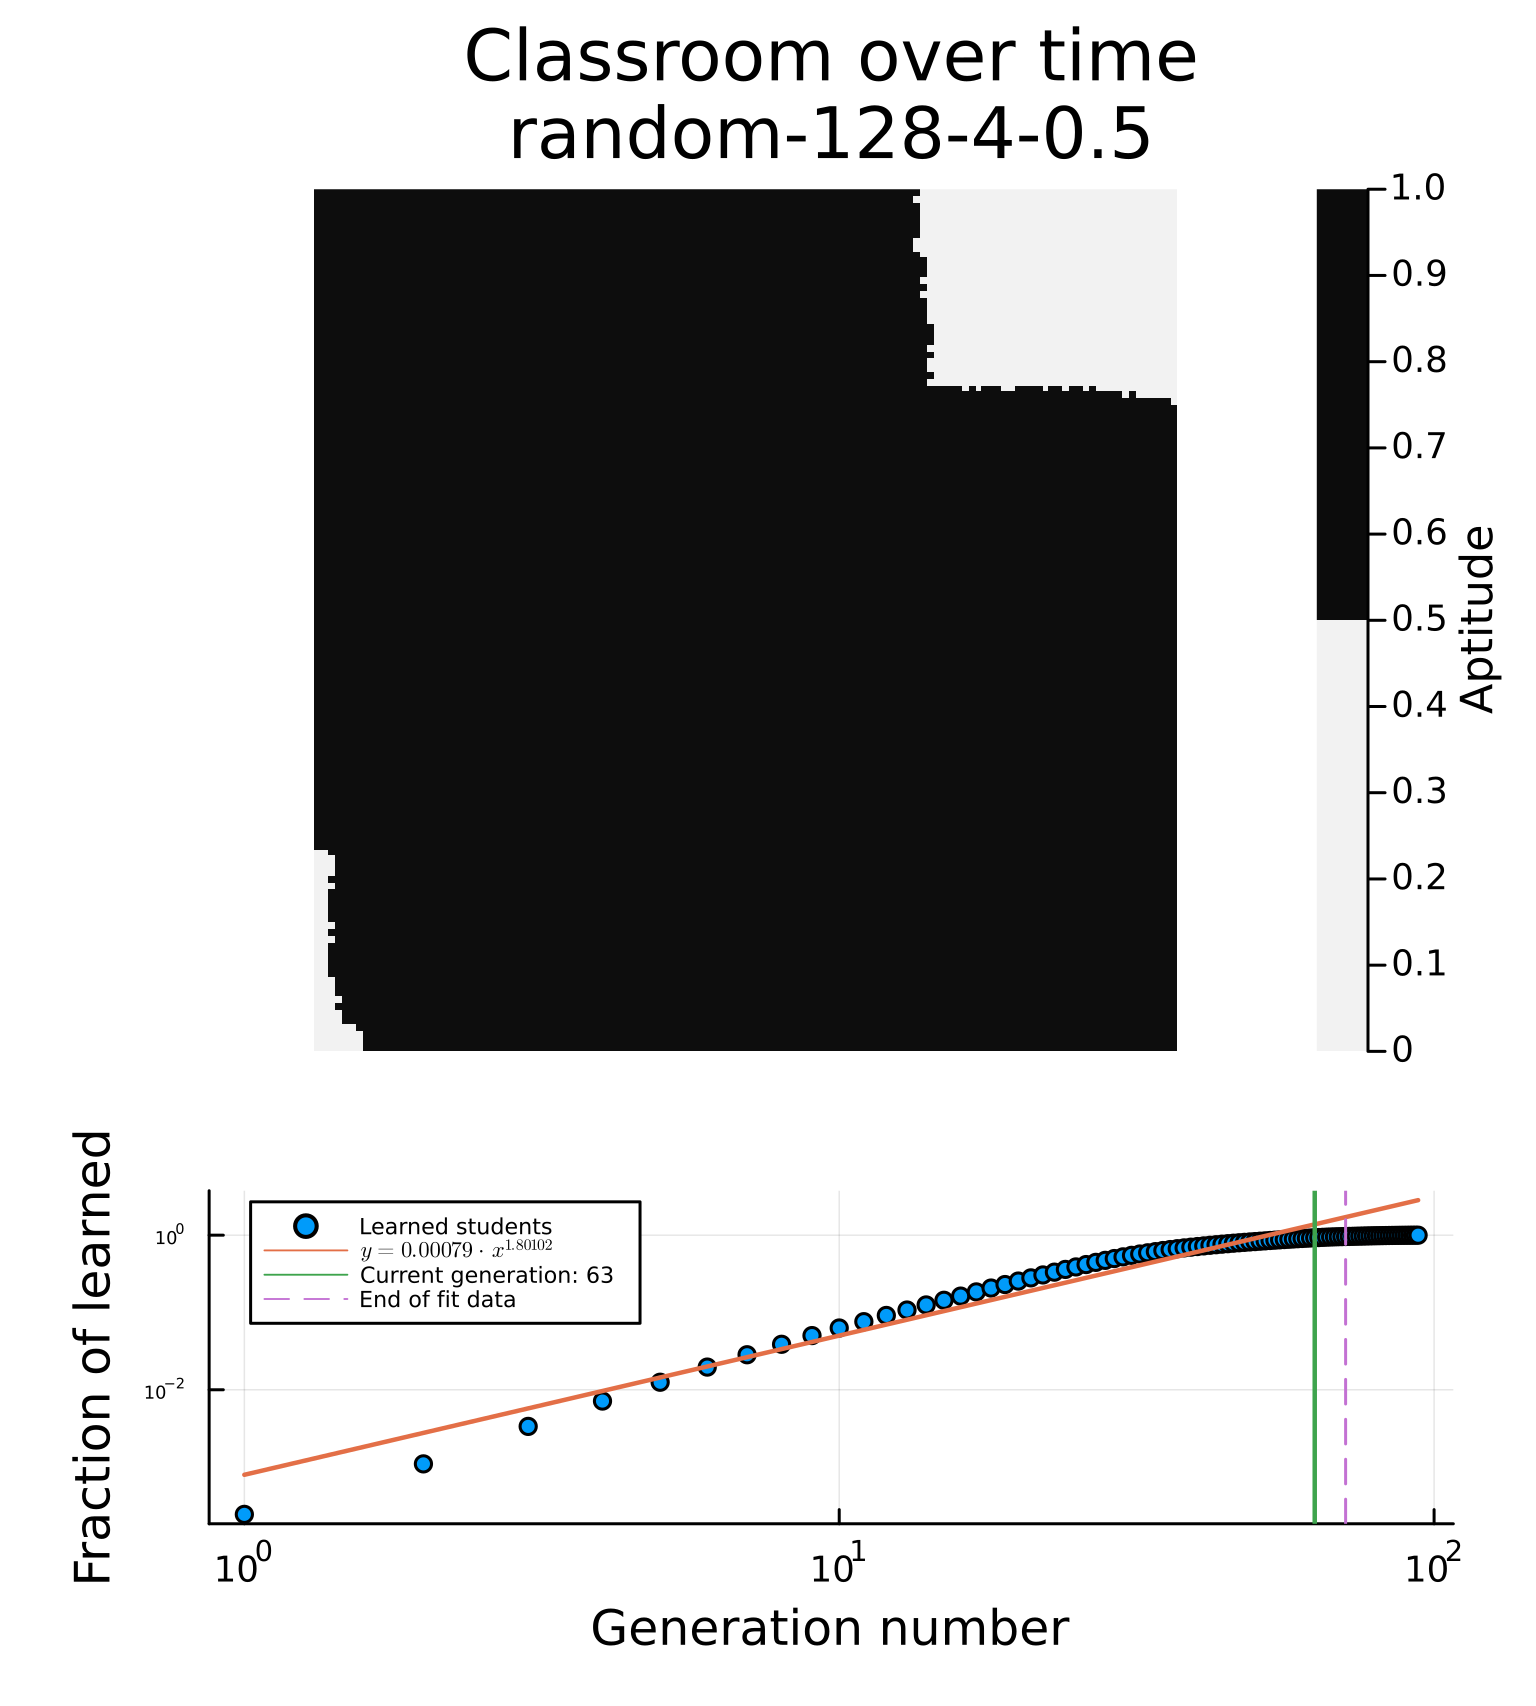 Classroom over time
random-128-4-0.5
1.0
0.9
0.8
0.7
0.6
0.5
0.4
0.3
0.2
0.1
0
Aptitude
Fraction of learned
10⁰
10⁻²
Learned students
y = 0.00079 · x¹·⁸⁰¹⁰²
Current generation: 63
End of fit data
10⁰
10¹
10²
Generation number